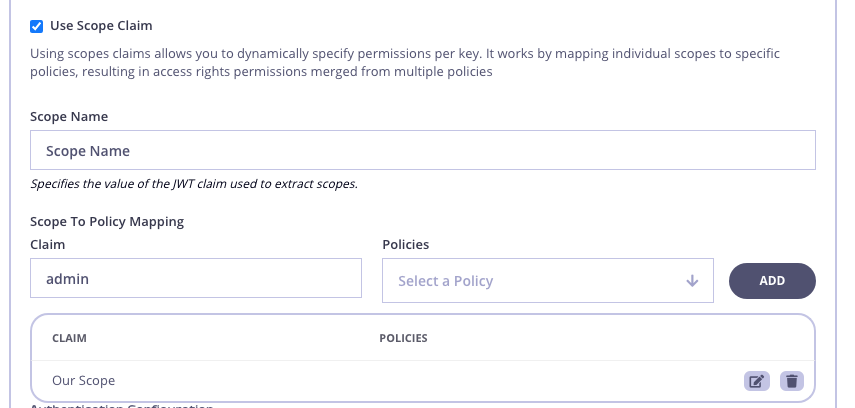 Use Scope Claim
Using scopes claims allows you to dynamically specify permissions per key. It works by mapping individual scopes to specific
policies, resulting in access rights permissions merged from multiple policies
Scope Name
Scope Name
Specifies the value of the JWT claim used to extract scopes.
Scope To Policy Mapping
Claim Policies
admin Select a Policy ADD
CLAIM POLICIES
Our Scope
Authentication Configuration